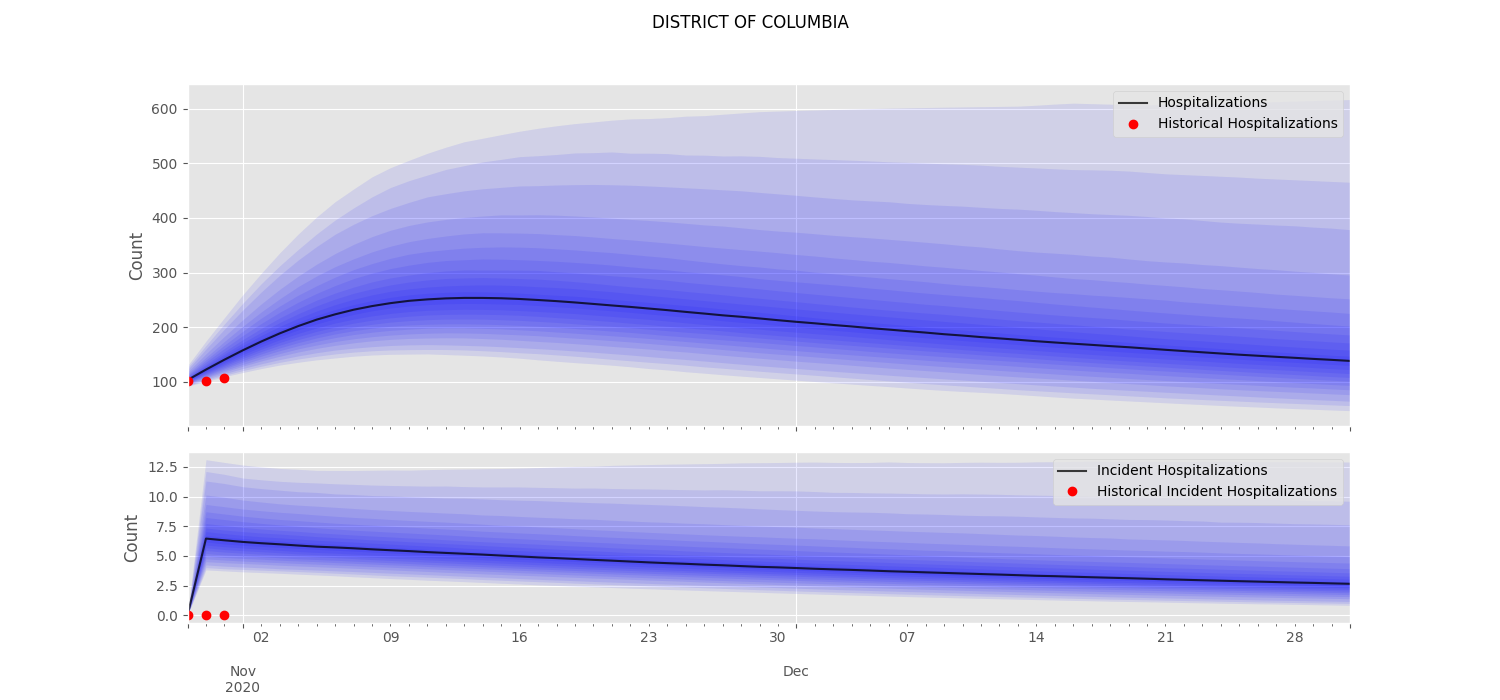 DISTRICT OF COLUMBIA
600
500
400
300
200
100
Count
Hospitalizations
Historical Hospitalizations
12.5
10.0
7.5
5.0
2.5
0.0
Count
Incident Hospitalizations
Historical Incident Hospitalizations
02 09 16 23 30 07 14 21 28
Nov Dec
2020